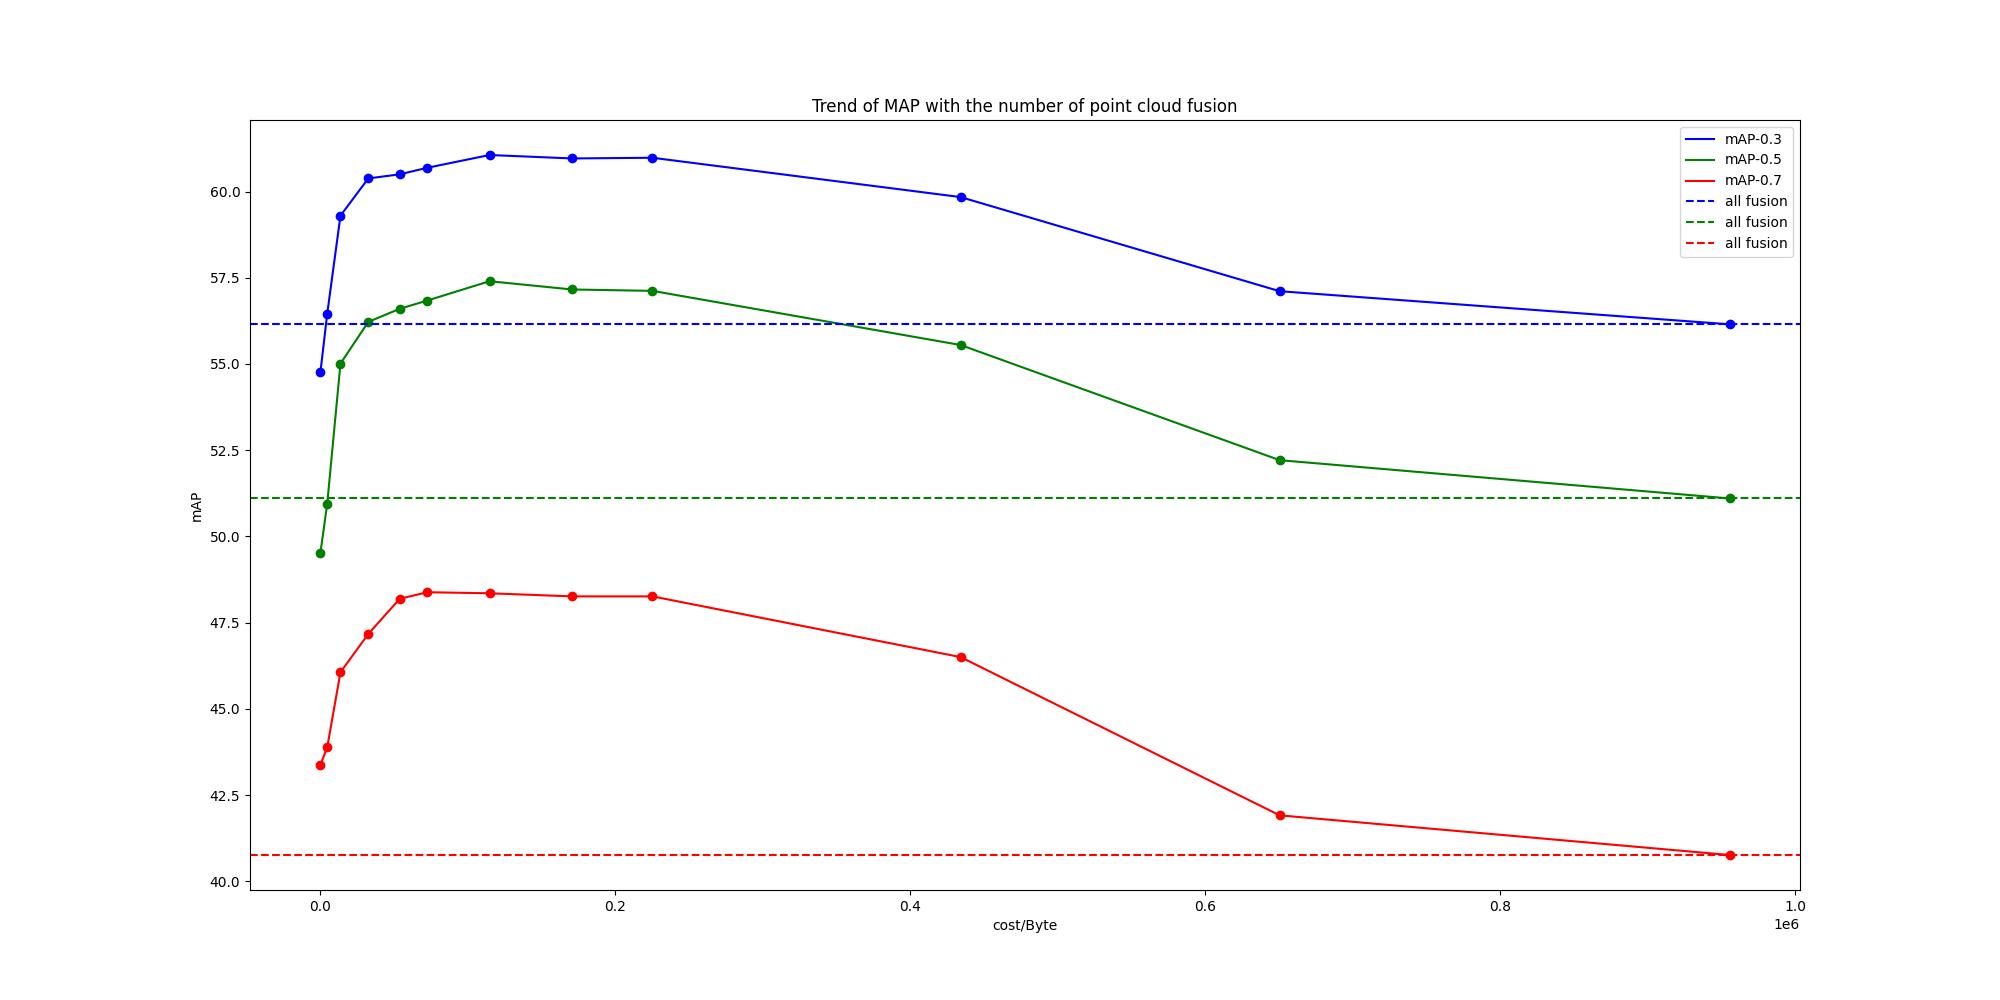 Trend of MAP with the number of point cloud fusion
mAP-0.3
mAP-0.5
mAP-0.7
all fusion
all fusion
all fusion
60.0
57.5
55.0
52.5
50.0
47.5
45.0
42.5
40.0
mAP
0.0 0.2 0.4 0.6 0.8 1.0
1e6
cost/Byte